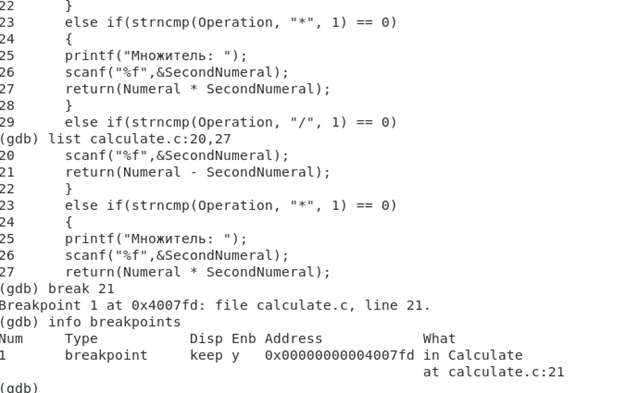 22      }
23      else if(strncmp(Operation, "*", 1) == 0)
24      {
25      printf("Множитель: ");
26      scanf("%f",&SecondNumeral);
27      return(Numeral * SecondNumeral);
28      }
29      else if(strncmp(Operation, "/", 1) == 0)
(gdb) list calculate.c:20,27
20      scanf("%f",&SecondNumeral);
21      return(Numeral - SecondNumeral);
22      }
23      else if(strncmp(Operation, "*", 1) == 0)
24      {
25      printf("Множитель: ");
26      scanf("%f",&SecondNumeral);
27      return(Numeral * SecondNumeral);
(gdb) break 21
Breakpoint 1 at 0x4007fd: file calculate.c, line 21.
(gdb) info breakpoints
Num     Type           Disp Enb Address            What
1       breakpoint     keep y   0x00000000004007fd in Calculate
                                                   at calculate.c:21
(gdb)